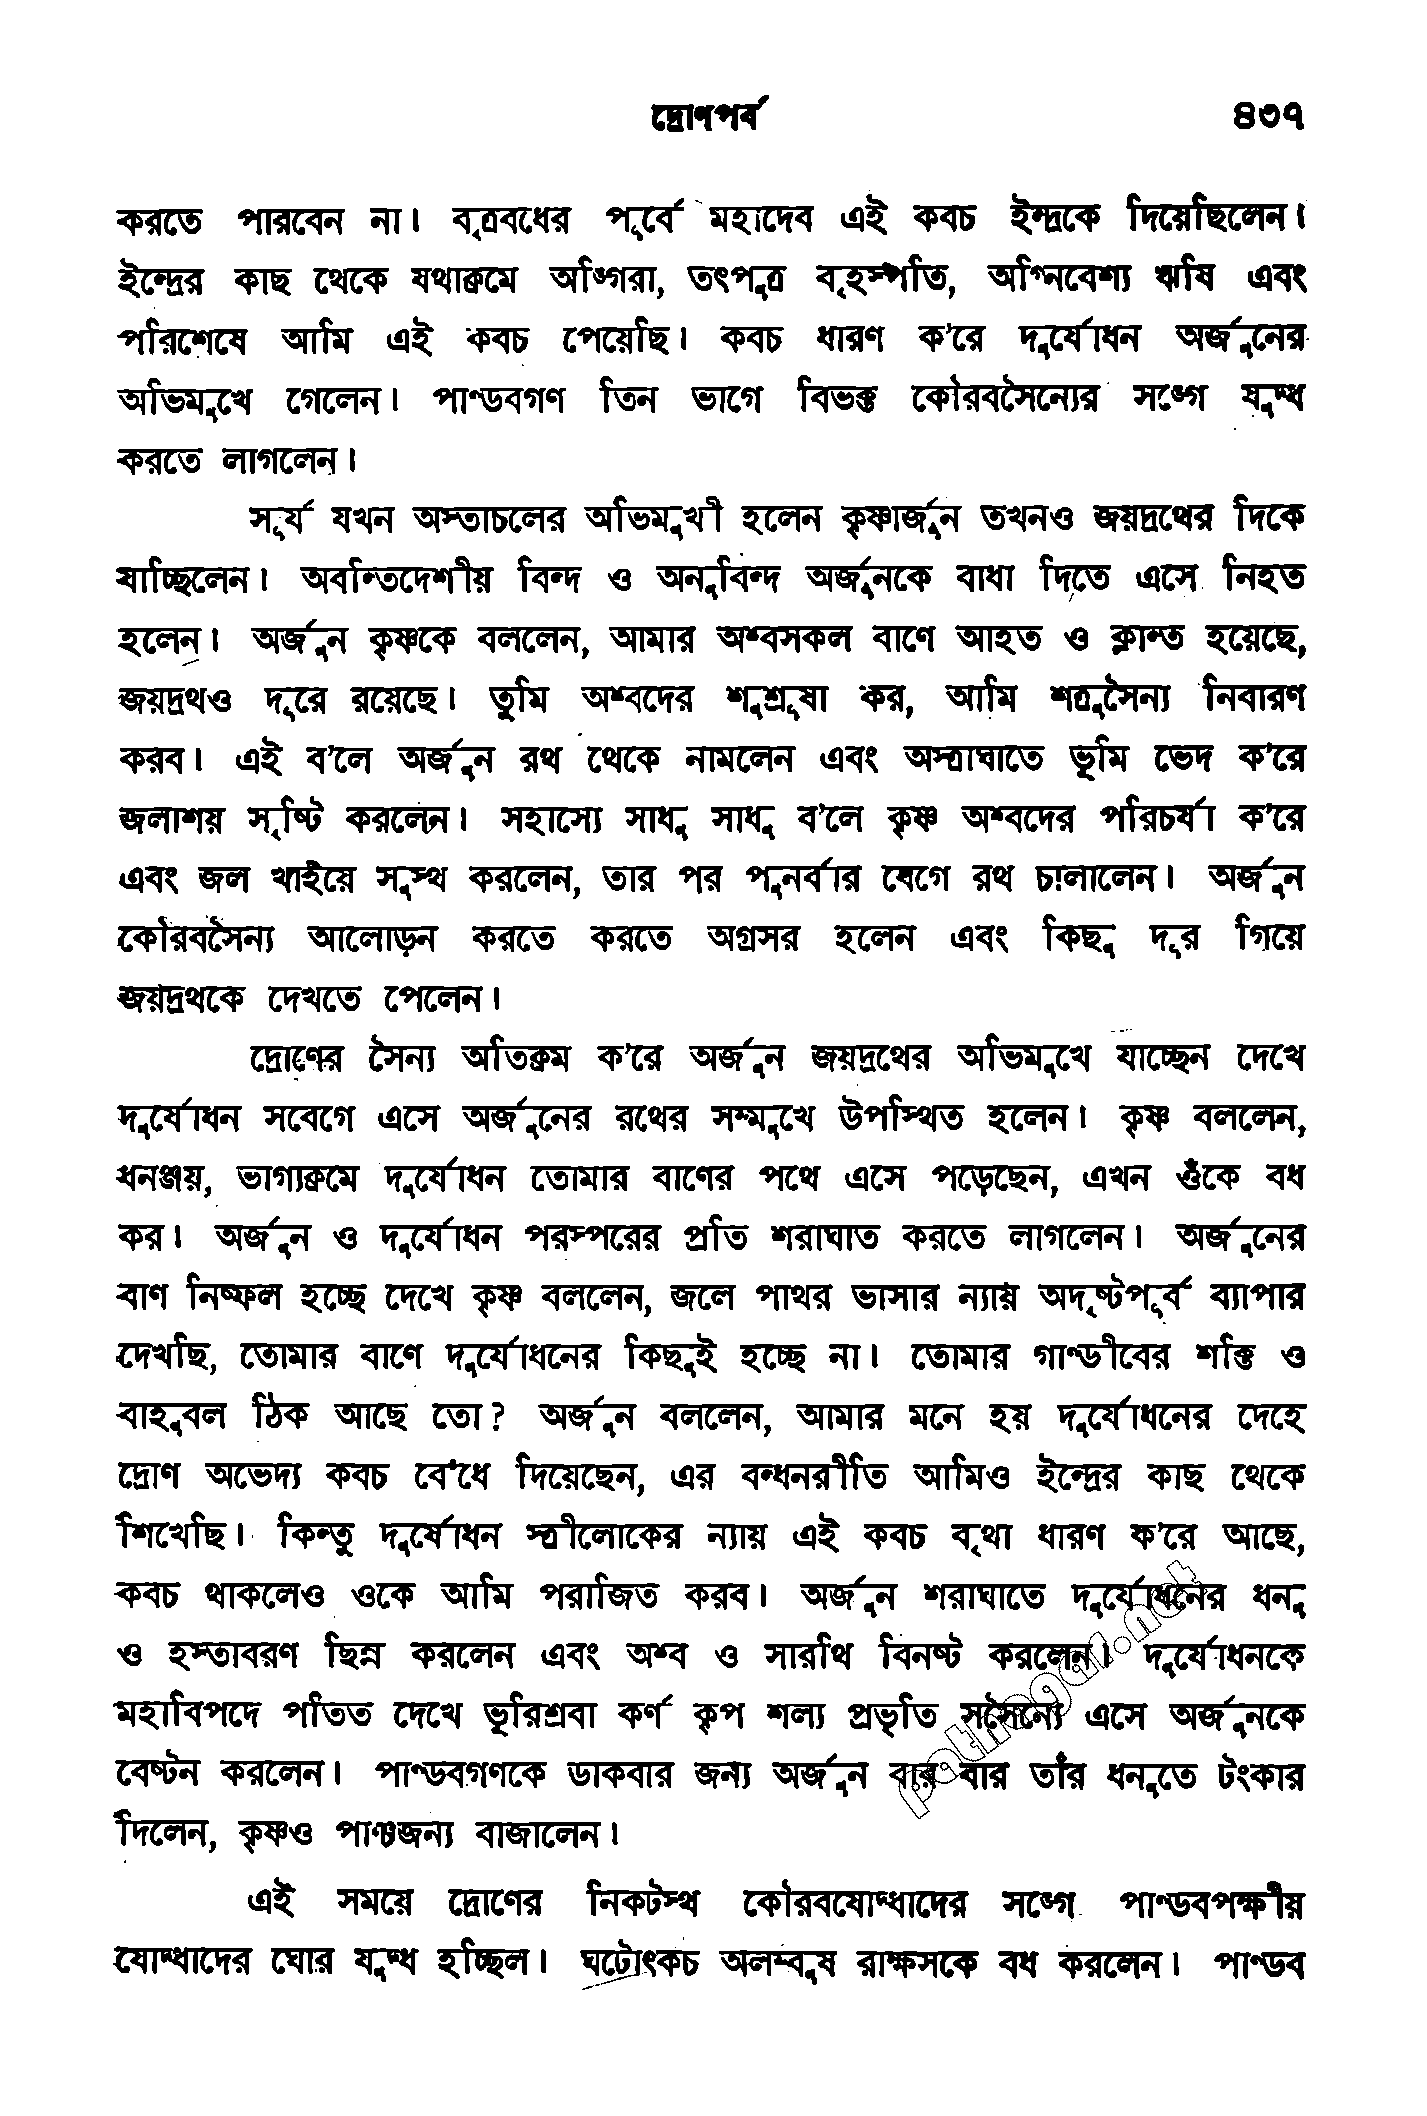 দ্রোণপর্ব ৪৩৭
করতে পারবেন না। বৃত্রবধের পূর্বে মহাদেব এই কবচ ইন্দ্রকে দিয়েছিলেন।
ইন্দ্রের কাছ থেকে যথাক্রমে অঙ্গিরা, তৎপুত্র বৃহস্পতি, অগ্নিবেশ্য ঋষি এবং
পরিশেষে আমি এই কবচ পেয়েছি। কবচ ধারণ ক'রে দুর্যোধন অর্জুনের
অভিমুখে গেলেন। পাণ্ডবগণ তিন ভাগে বিভক্ত কৌরবসৈন্যের সঙ্গে যুদ্ধ
করতে লাগলেন।
সূর্য যখন অস্তাচলের অভিমুখী হলেন কৃষ্ণার্জুন তখনও জয়দ্রথের দিকে
যাচ্ছিলেন। অবন্তিদেশীয় বিন্দ ও অনুবিন্দ অর্জুনকে বাধা দিতে এসে নিহত
হলেন। অর্জুন কৃষ্ণকে বললেন, আমার অশ্বসকল বাণে আহত ও ক্লান্ত হয়েছে,
জয়দ্রথও দূরে রয়েছে। তুমি অশ্বদের শুশ্রূষা কর, আমি শত্রুসৈন্য নিবারণ
করব। এই ব'লে অর্জুন রথ থেকে নামলেন এবং অস্ত্রাঘাতে ভূমি ভেদ ক'রে
জলাশয় সৃষ্টি করলেন। সহাস্যে সাধু সাধু ব'লে কৃষ্ণ অশ্বদের পরিচর্যা ক'রে
এবং জল খাইয়ে সুস্থ করলেন, তার পর পুনর্বার বেগে রথ চালালেন। অর্জুন
কৌরবসৈন্য আলোড়ন করতে করতে অগ্রসর হলেন এবং কিছু দূর গিয়ে
জয়দ্রথকে দেখতে পেলেন।
দ্রোণের সৈন্য অতিক্রম ক'রে অর্জুন জয়দ্রথের অভিমুখে যাচ্ছেন দেখে
দুর্যোধন সবেগে এসে অর্জুনের রথের সম্মুখে উপস্থিত হলেন। কৃষ্ণ বললেন,
ধনঞ্জয়, ভাগ্যক্রমে দুর্যোধন তোমার বাণের পথে এসে পড়েছেন, এখন ওঁকে বধ
কর। অর্জুন ও দুর্যোধন পরস্পরের প্রতি শরাঘাত করতে লাগলেন। অর্জুনের
বাণ নিষ্ফল হচ্ছে দেখে কৃষ্ণ বললেন, জলে পাথর ভাসার ন্যায় অদৃষ্টপূর্ব ব্যাপার
দেখছি, তোমার বাণে দুর্যোধনের কিছুই হচ্ছে না। তোমার গাণ্ডীবের শক্তি ও
বাহুবল ঠিক আছে তো? অর্জুন বললেন, আমার মনে হয় দুর্যোধনের দেহে
দ্রোণ অভেদ্য কবচ বেঁধে দিয়েছেন, এর বন্ধনরীতি আমিও ইন্দ্রের কাছ থেকে
শিখেছি। কিন্তু দুর্যোধন স্ত্রীলোকের ন্যায় এই কবচ বৃথা ধারণ ক'রে আছে,
কবচ থাকলেও ওকে আমি পরাজিত করব। অর্জুন শরাঘাতে দুর্যোধনের ধনু
ও হস্তাবরণ ছিন্ন করলেন এবং অশ্ব ও সারথি বিনষ্ট করলেন। দুর্যোধনকে
মহাবিপদে পতিত দেখে ভূরিশ্রবা কর্ণ কৃপ শল্য প্রভৃতি সসৈন্যে এসে অর্জুনকে
বেষ্টন করলেন। পাণ্ডবগণকে ডাকবার জন্য অর্জুন বার বার তাঁর ধনুতে টংকার
দিলেন, কৃষ্ণও পাঞ্চজন্য বাজালেন।
এই সময়ে দ্রোণের নিকটস্থ কৌরবযোদ্ধাদের সঙ্গে পাণ্ডবপক্ষীয়
যোদ্ধাদের ঘোর যুদ্ধ হচ্ছিল। ঘটোৎকচ অলম্বুষ রাক্ষসকে বধ করলেন। পাণ্ডব
pathagar.net